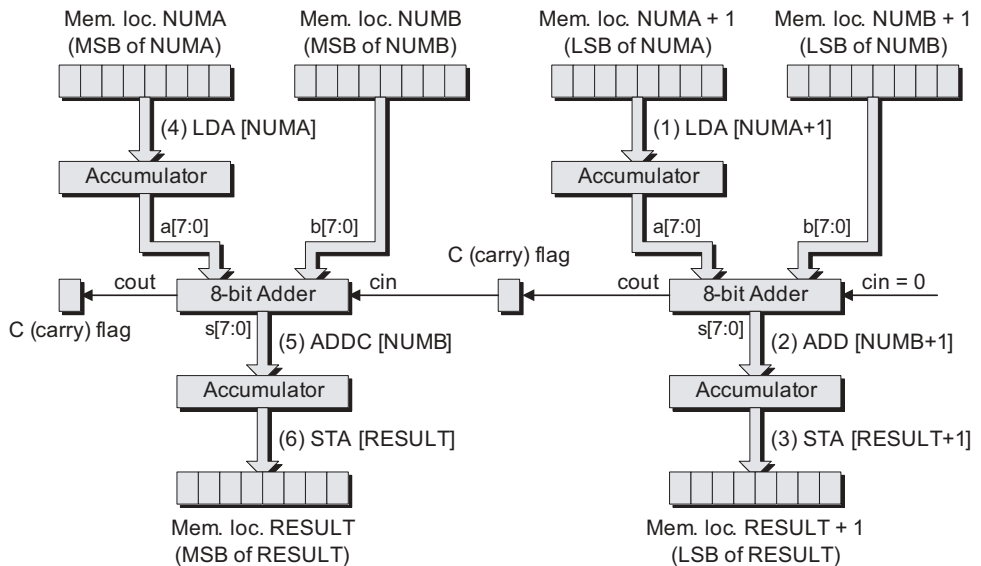 Mem. loc. NUMA
(MSB of NUMA)
Mem. loc. NUMB
(MSB of NUMB)
Mem. loc. NUMA + 1
(LSB of NUMA)
Mem. loc. NUMB + 1
(LSB of NUMB)
(4) LDA [NUMA]
(1) LDA [NUMA+1]
Accumulator
Accumulator
a[7:0]
b[7:0]
a[7:0]
b[7:0]
C (carry) flag
cout
8-bit Adder
cin
cout
8-bit Adder
cin = 0
C (carry) flag
s[7:0]
(5) ADDC [NUMB]
s[7:0]
(2) ADD [NUMB+1]
Accumulator
Accumulator
(6) STA [RESULT]
(3) STA [RESULT+1]
Mem. loc. RESULT
(MSB of RESULT)
Mem. loc. RESULT + 1
(LSB of RESULT)